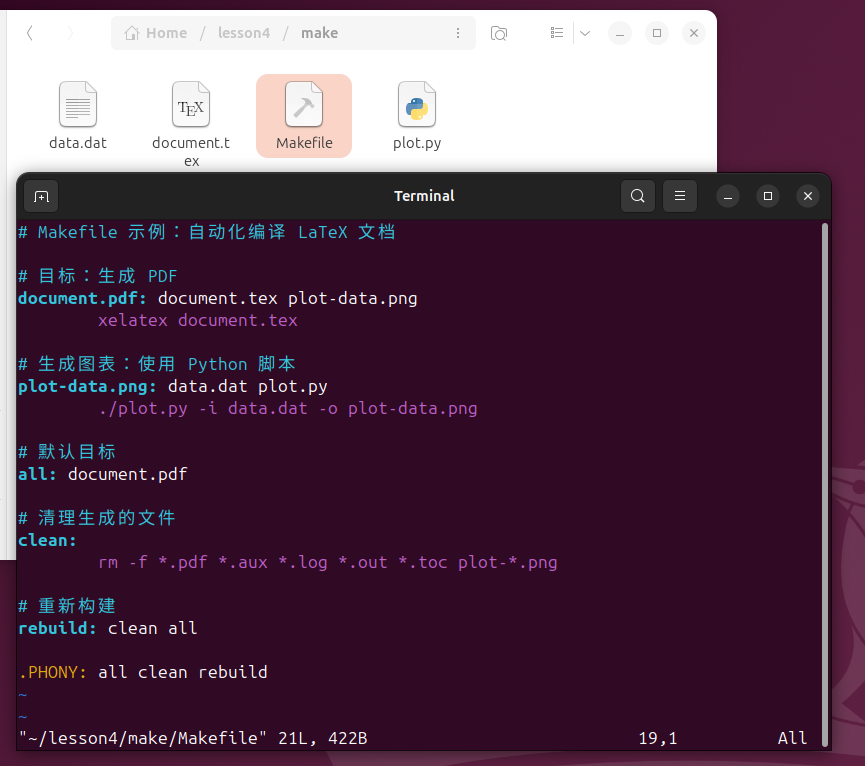 Home / lesson4 / make
data.dat
document.t
ex
TEX
Makefile
plot.py
Terminal
# Makefile 示例：自动化编译 LaTeX 文档
# 目标：生成 PDF
document.pdf: document.tex plot-data.png
xelatex document.tex
# 生成图表：使用 Python 脚本
plot-data.png: data.dat plot.py
./plot.py -i data.dat -o plot-data.png
# 默认目标
all: document.pdf
# 清理生成的文件
clean:
rm -f *.pdf *.aux *.log *.out *.toc plot-*.png
# 重新构建
rebuild: clean all
.PHONY: all clean rebuild
~
~
"~/lesson4/make/Makefile" 21L, 422B 19,1 All